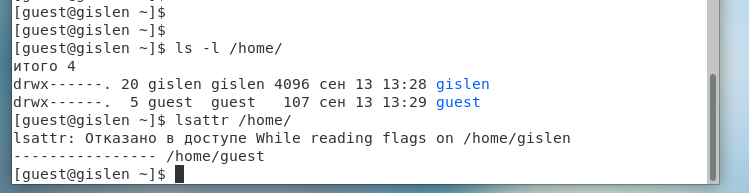 [guest@gislen ~]$
[guest@gislen ~]$
[guest@gislen ~]$ ls -l /home/
итого 4
drwx------. 20 gislen gislen 4096 сен 13 13:28 gislen
drwx------.  5 guest  guest   107 сен 13 13:29 guest
[guest@gislen ~]$ lsattr /home/
lsattr: Отказано в доступе While reading flags on /home/gislen
---------------- /home/guest
[guest@gislen ~]$